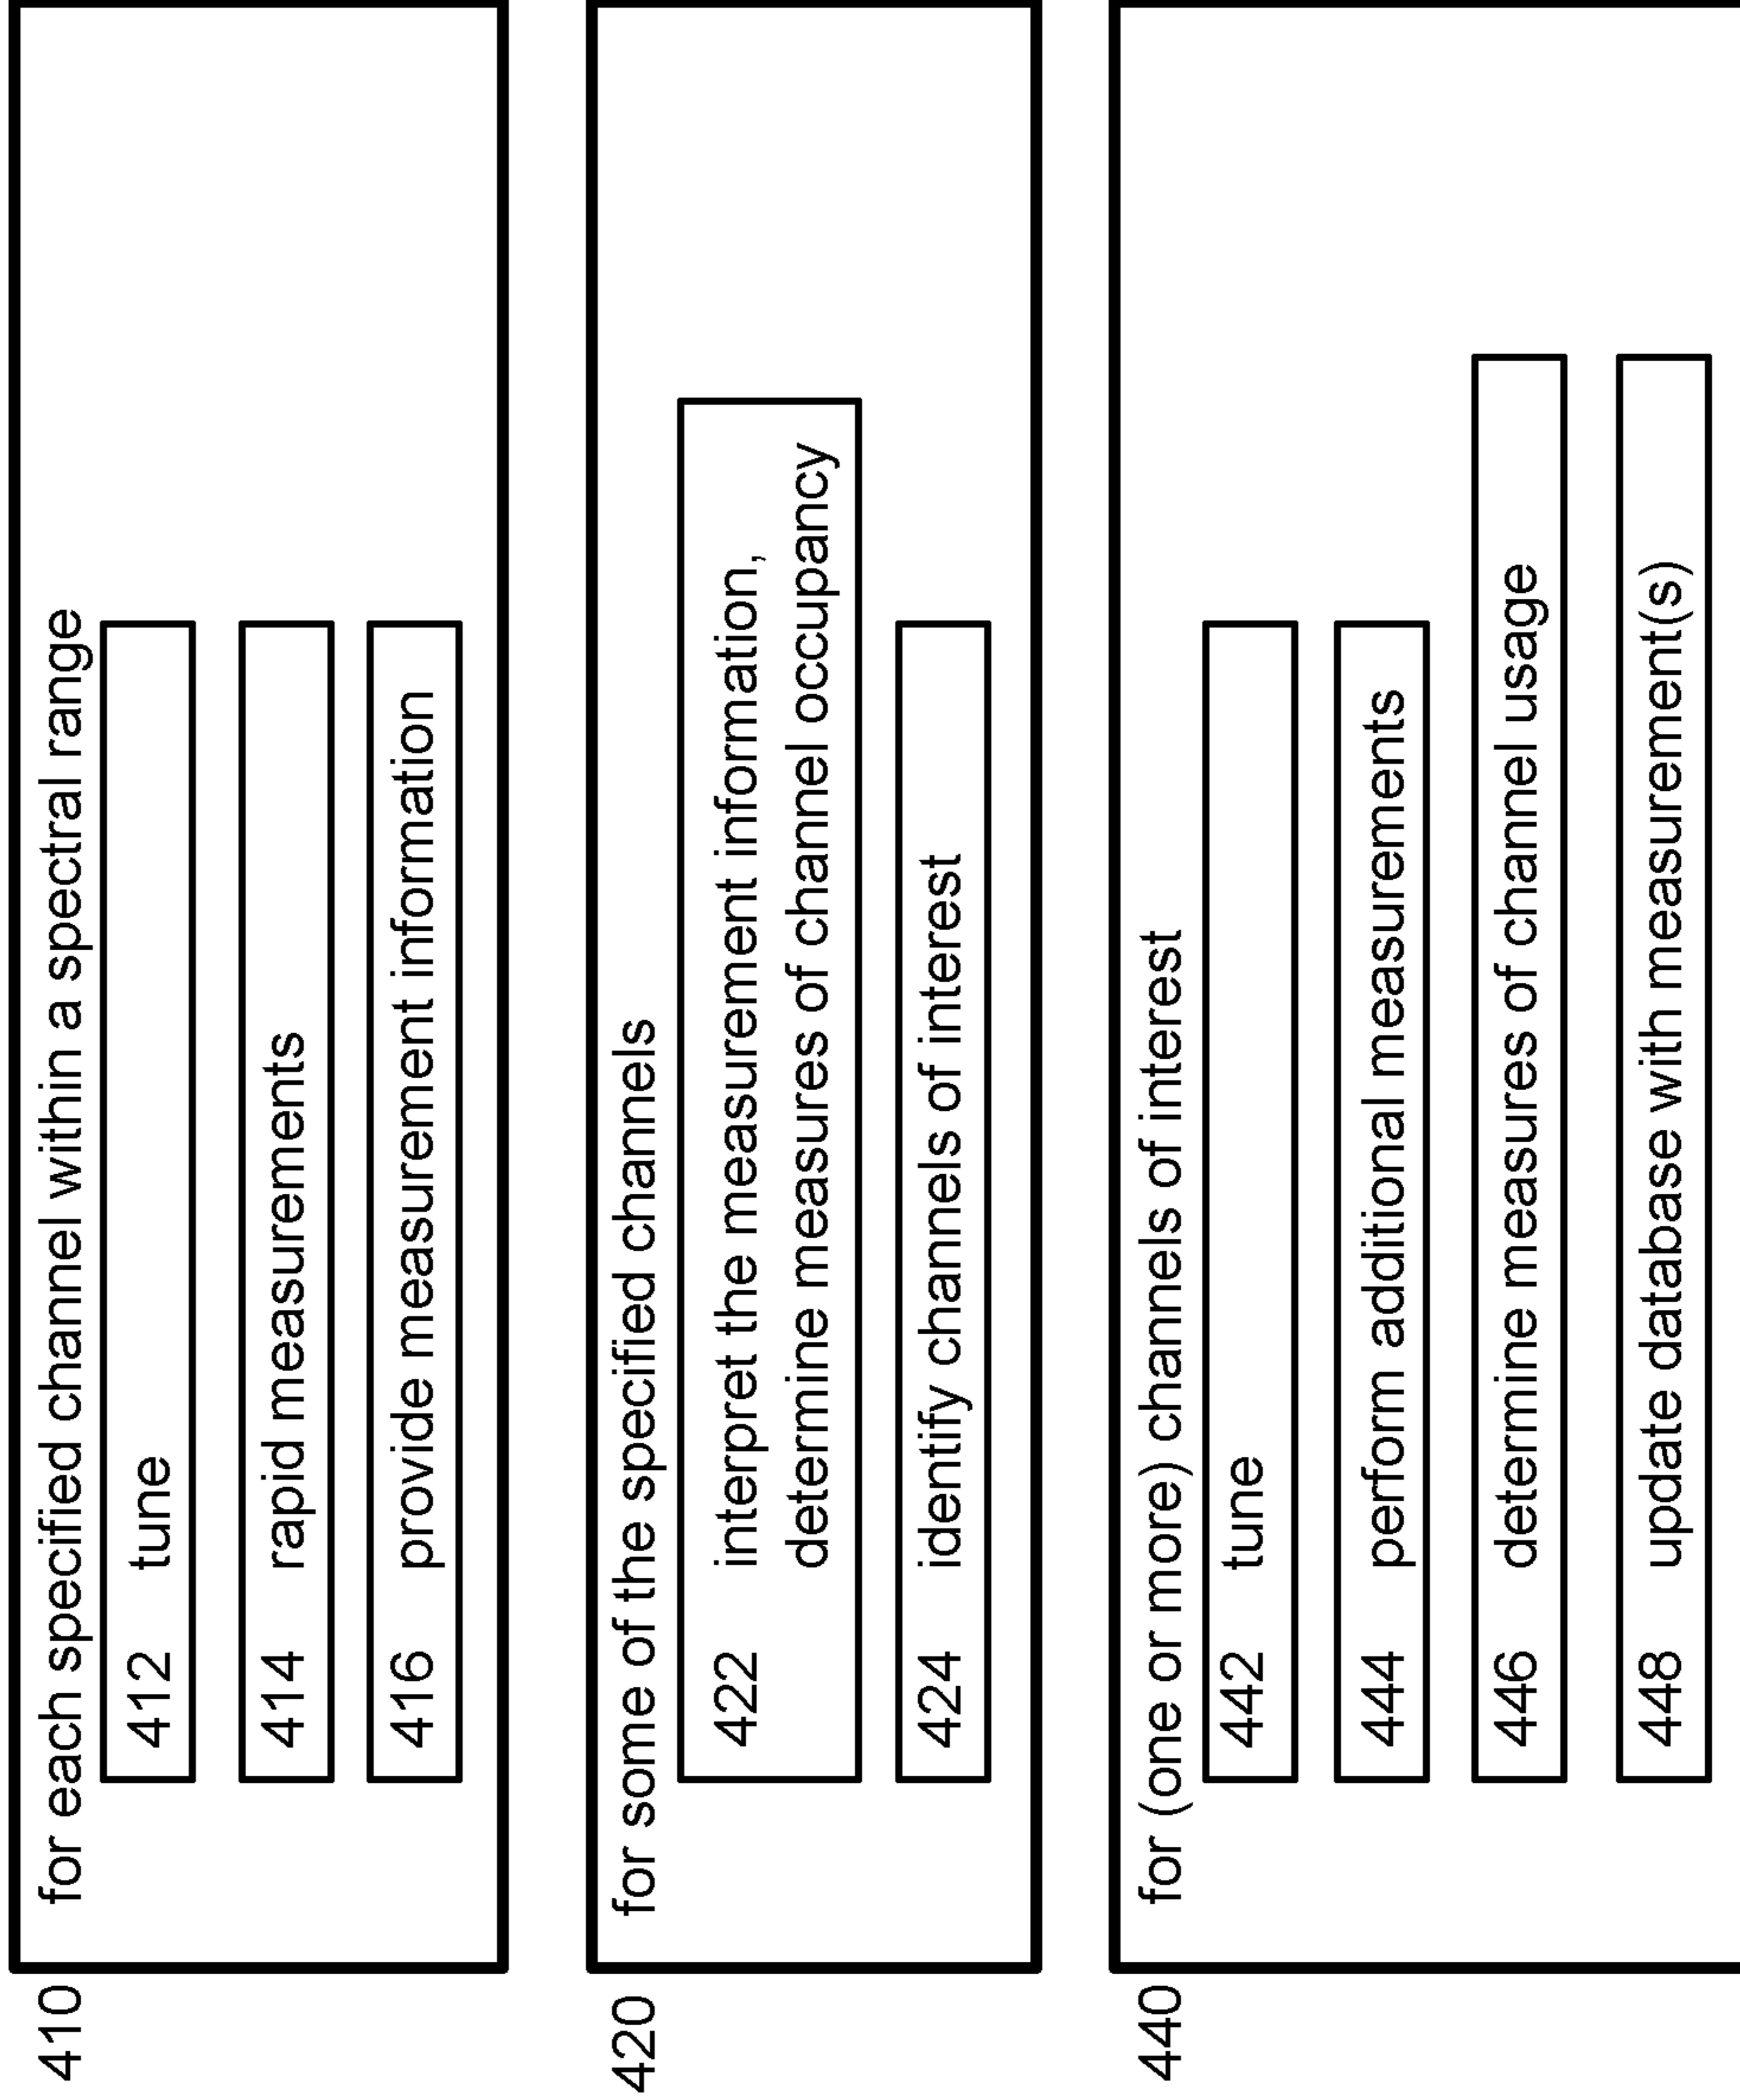 410 for each specified channel within a spectral range
412 tune
414 rapid measurements
416 provide measurement information
420 for some of the specified channels
422 interpret the measurement information,
determine measures of channel occupancy
424 identify channels of interest
440 for (one or more) channels of interest
442 tune
444 perform additional measurements
446 determine measures of channel usage
448 update database with measurement(s)